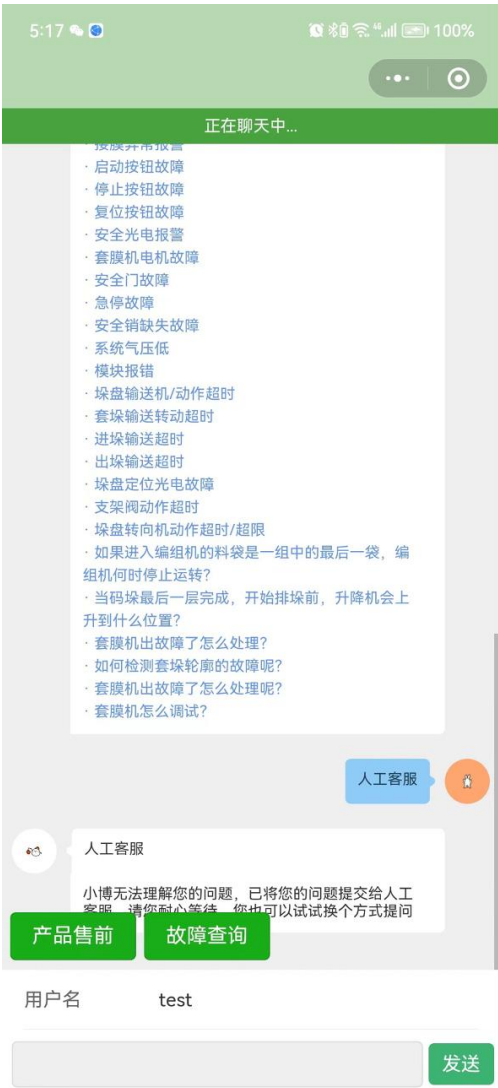 5:17
100%
正在聊天中...
· 接膜异常报警
· 启动按钮故障
· 停止按钮故障
· 复位按钮故障
· 安全光电报警
· 套膜机电机故障
· 安全门故障
· 急停故障
· 安全销缺失故障
· 系统气压低
· 模块报错
· 垛盘输送机/动作超时
· 套垛输送转动超时
· 进垛输送超时
· 出垛输送超时
· 垛盘定位光电故障
· 支架阀动作超时
· 垛盘转向机动作超时/超限
· 如果进入编组机的料袋是一组中的最后一袋，编
组机何时停止运转？
· 当码垛最后一层完成，开始排垛前，升降机会上
升到什么位置？
· 套膜机出故障了怎么处理？
· 如何检测套垛轮廓的故障呢？
· 套膜机出故障了怎么处理呢？
· 套膜机怎么调试？
人工客服
人工客服
小博无法理解您的问题，已将您的问题提交给人工
客服，请您耐心等待，您也可以试试换个方式提问
产品售前 故障查询
用户名 test
发送